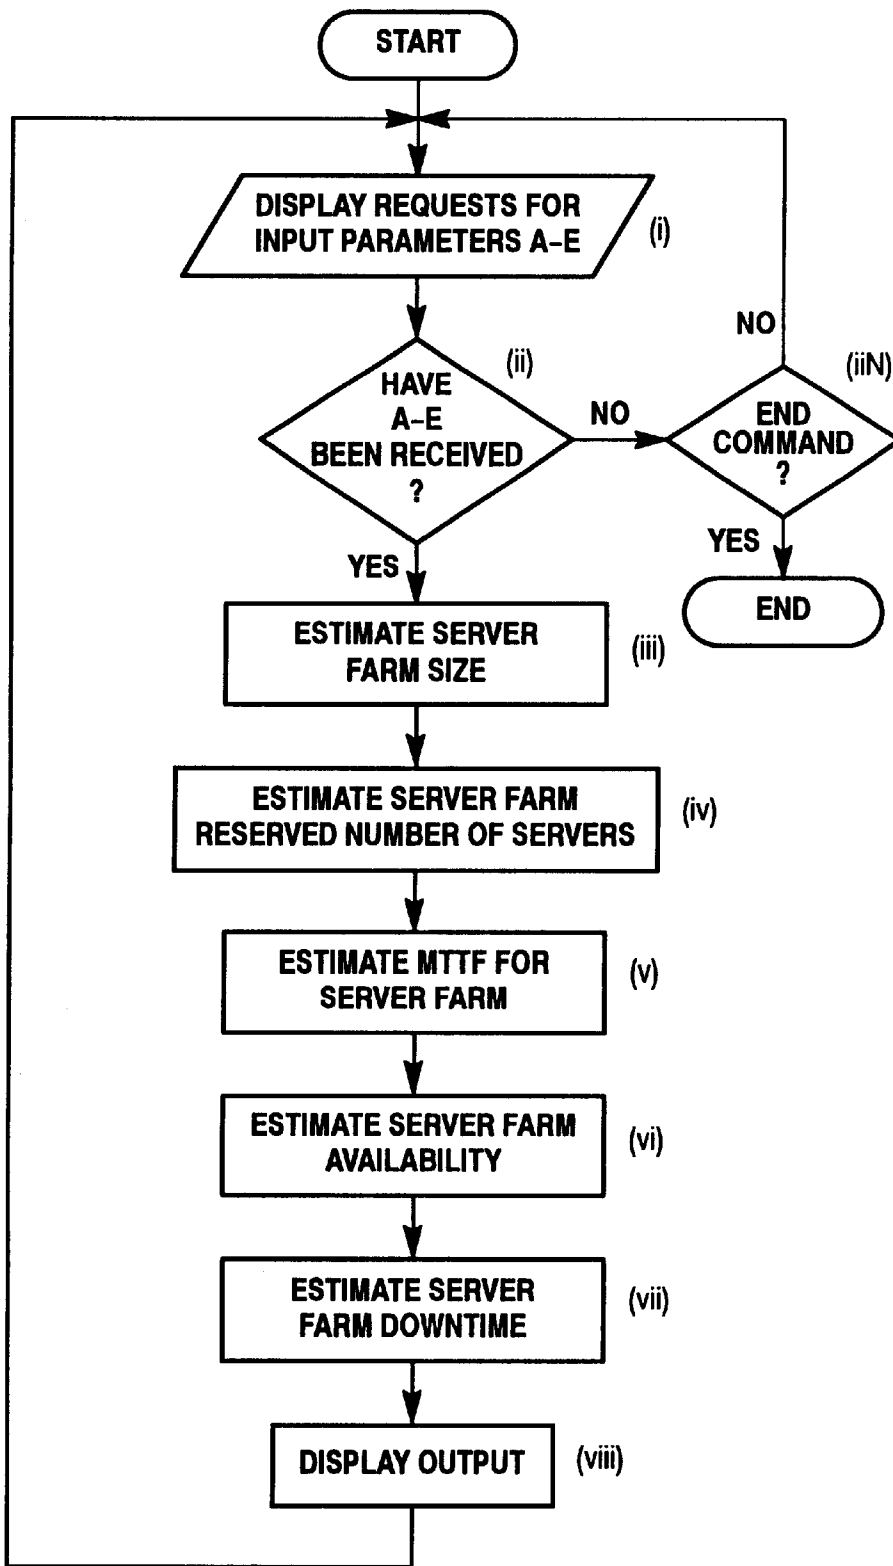 START
DISPLAY REQUESTS FOR
INPUT PARAMETERS A-E
(i)
HAVE
A-E
BEEN RECEIVED
?
(ii)
NO
YES
END
COMMAND
?
(iiN)
NO
YES
END
ESTIMATE SERVER
FARM SIZE
(iii)
ESTIMATE SERVER FARM
RESERVED NUMBER OF SERVERS
(iv)
ESTIMATE MTTF FOR
SERVER FARM
(v)
ESTIMATE SERVER FARM
AVAILABILITY
(vi)
ESTIMATE SERVER
FARM DOWNTIME
(vii)
DISPLAY OUTPUT
(viii)